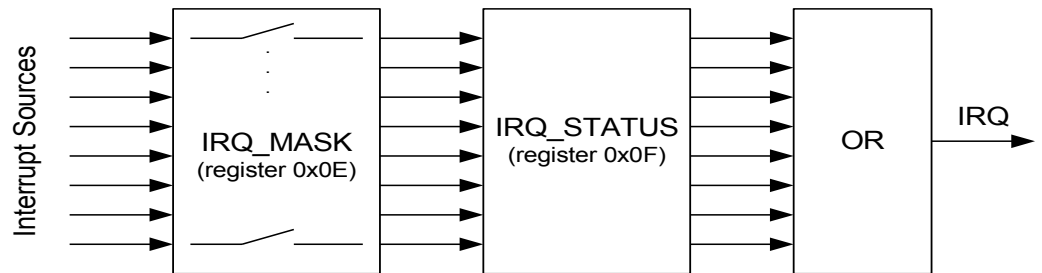 Interrupt Sources
IRQ_MASK
(register 0x0E)
IRQ_STATUS
(register 0x0F)
OR
IRQ